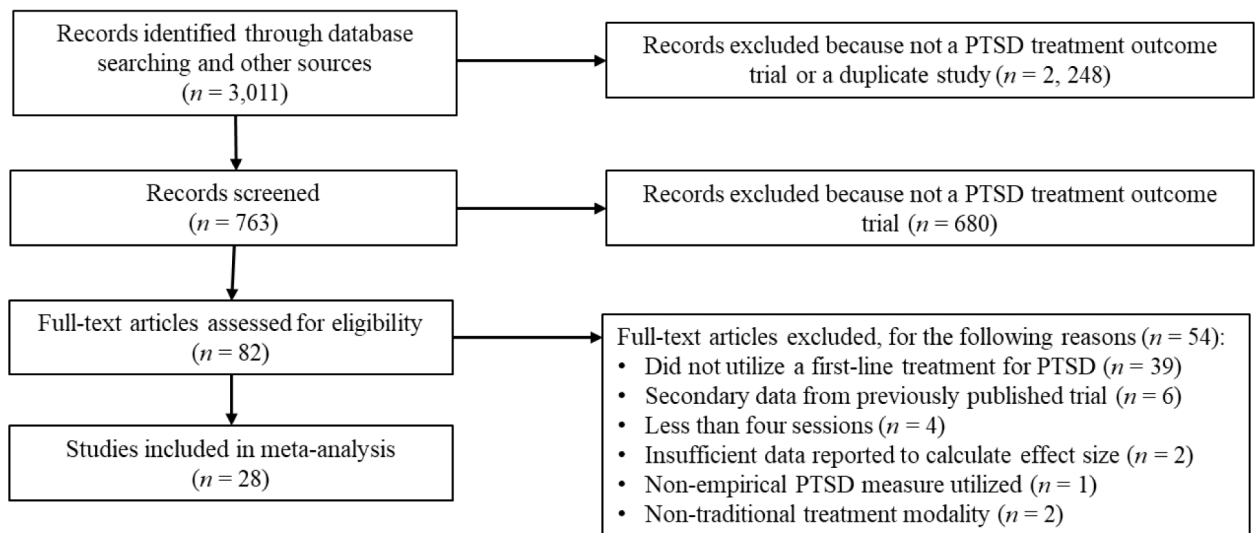 Records identified through database
searching and other sources
(n = 3,011)
Records excluded because not a PTSD treatment outcome
trial or a duplicate study (n = 2, 248)
Records screened
(n = 763)
Records excluded because not a PTSD treatment outcome
trial (n = 680)
Full-text articles assessed for eligibility
(n = 82)
Full-text articles excluded, for the following reasons (n = 54):
• Did not utilize a first-line treatment for PTSD (n = 39)
• Secondary data from previously published trial (n = 6)
• Less than four sessions (n = 4)
• Insufficient data reported to calculate effect size (n = 2)
• Non-empirical PTSD measure utilized (n = 1)
• Non-traditional treatment modality (n = 2)
Studies included in meta-analysis
(n = 28)